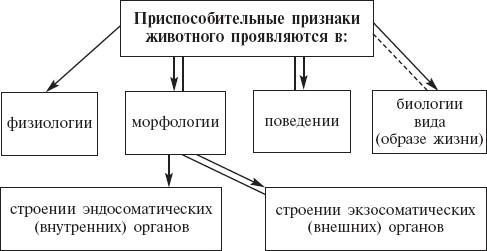 Приспособительные признаки
животного проявляются в:
физиологии
морфологии
поведении
биологии
вида
(образе жизни)
строении эндосоматических
(внутренних) органов
строении экзосоматических
(внешних) органов